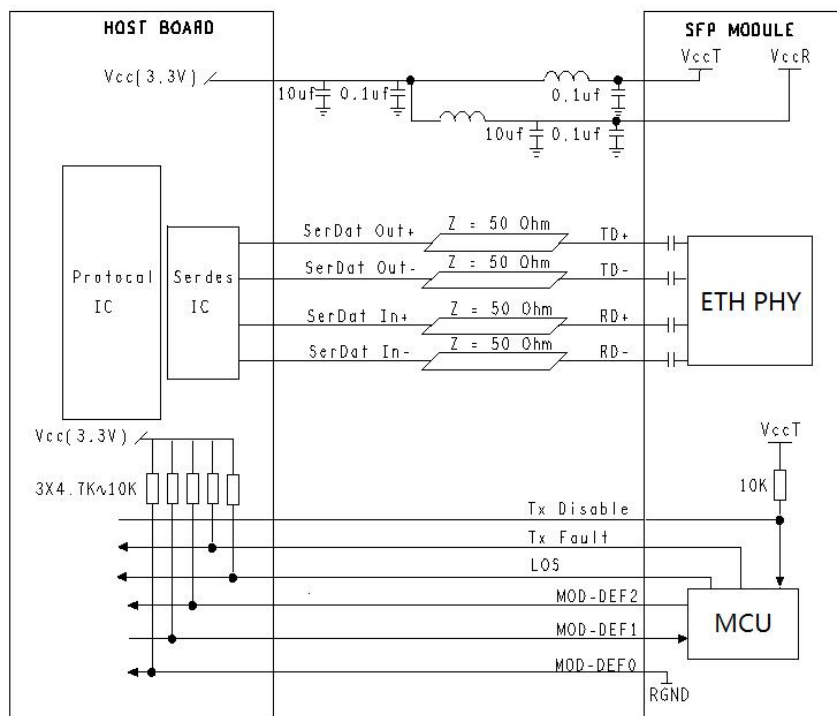 HOST BOARD
SFP MODULE
VccT
VccR
Vcc(3.3V)
10uf
0.1uf
0.1uf
10uf
0.1uf
SerDat Out+
Z = 50 Ohm
TD+
SerDat Out-
Z = 50 Ohm
TD-
Protocal
IC
Serdes
IC
ETH PHY
SerDat In+
Z = 50 Ohm
RD+
SerDat In-
Z = 50 Ohm
RD-
Vcc(3.3V)
VccT
3X4.7K∿10K
10K
Tx Disable
Tx Fault
LOS
MOD-DEF2
MCU
MOD-DEF1
MOD-DEF0
RGND